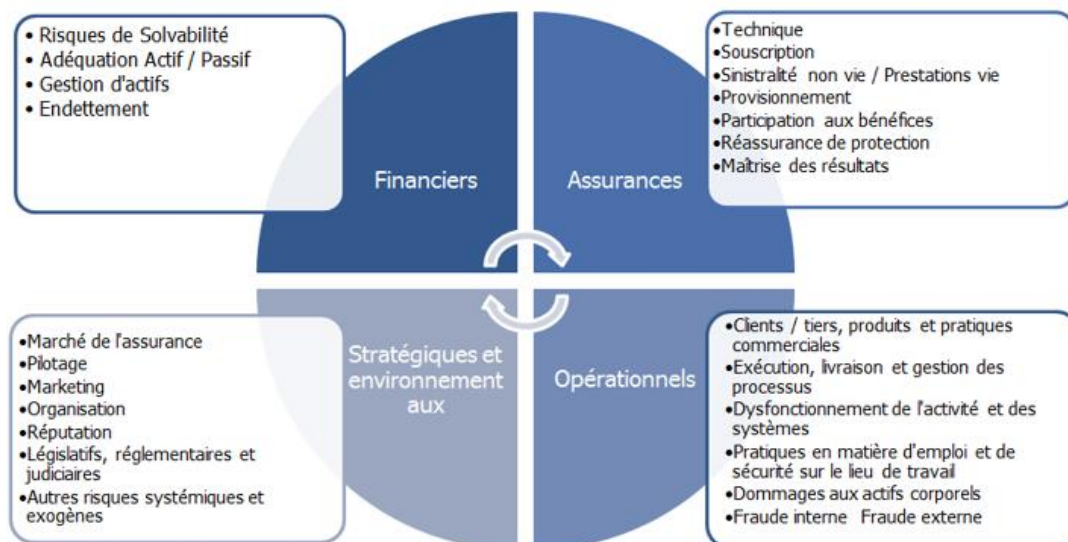 • Risques de Solvabilité
• Adéquation Actif / Passif
• Gestion d'actifs
• Endettement
Financiers
•Technique
•Souscription
•Sinistralité non vie / Prestations vie
•Provisionnement
•Participation aux bénéfices
•Réassurance de protection
•Maîtrise des résultats
Assurances
•Marché de l'assurance
•Pilotage
•Marketing
•Organisation
•Réputation
•Législatifs, réglementaires et
judiciaires
•Autres risques systémiques et
exogènes
Stratégiques et
environnement
aux
Opérationnels
•Clients / tiers, produits et pratiques
commerciales
•Exécution, livraison et gestion des
processus
•Dysfonctionnement de l'activité et des
systèmes
•Pratiques en matière d'emploi et de
sécurité sur le lieu de travail
•Dommages aux actifs corporels
•Fraude interne Fraude externe